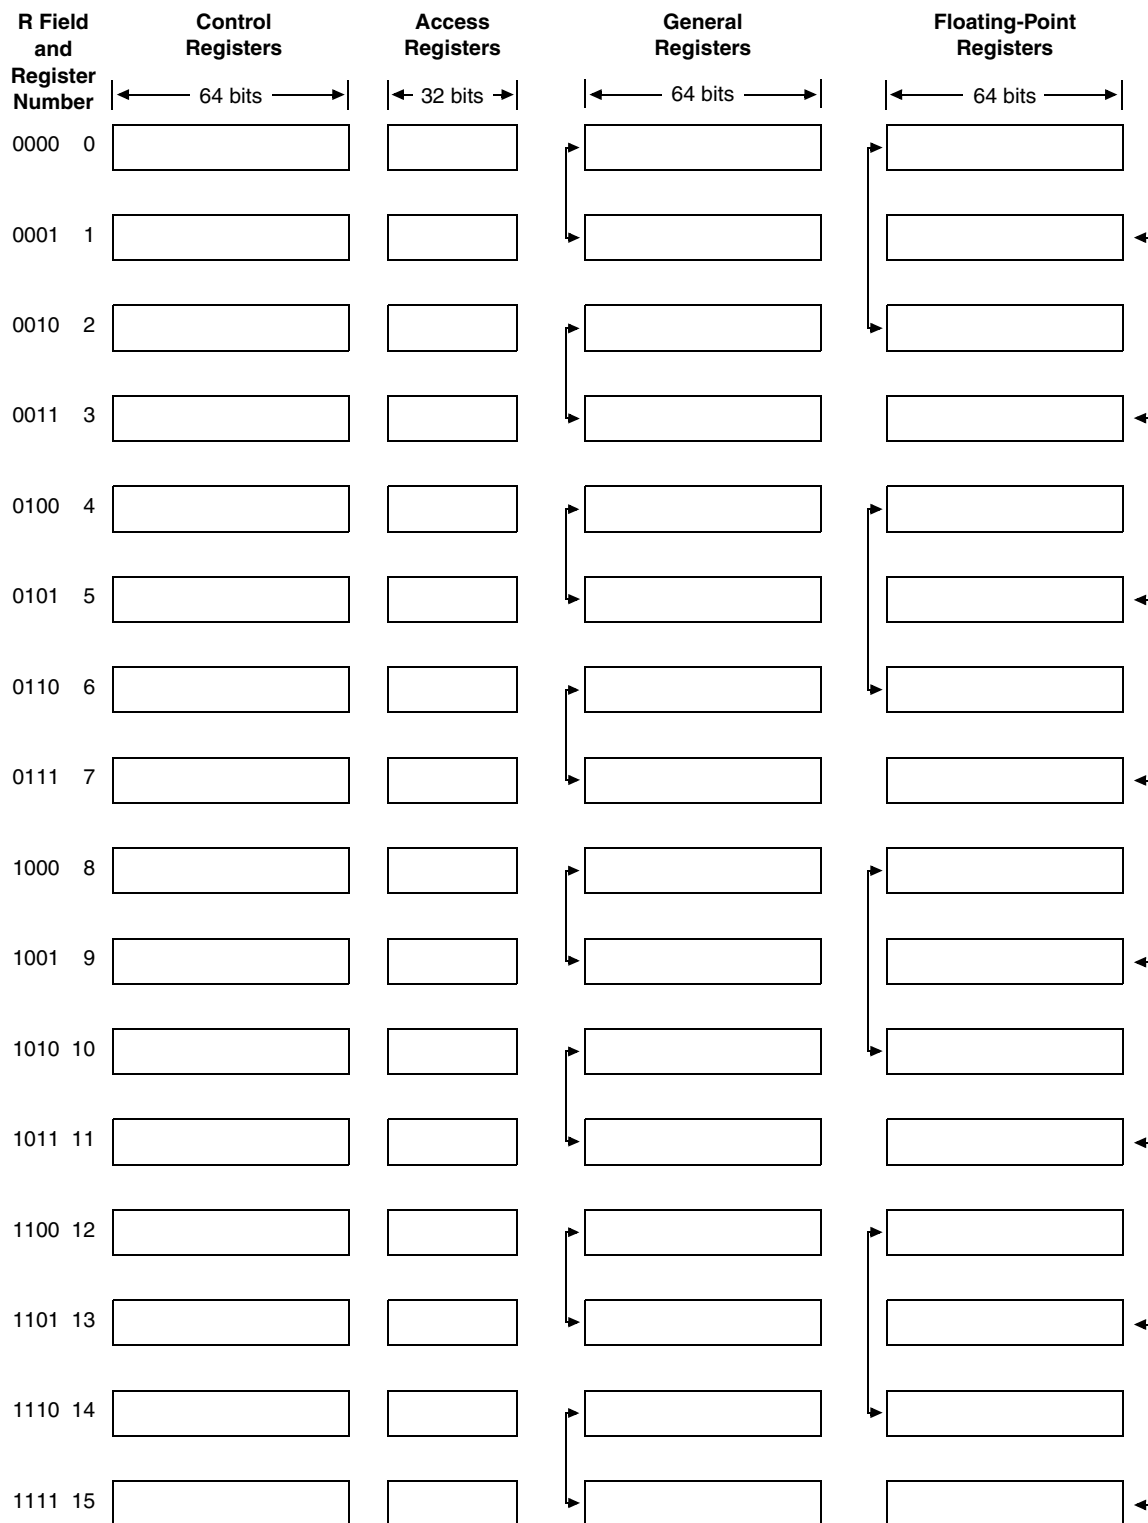 R Field
and
Register
Number
Control
Registers
Access
Registers
General
Registers
Floating-Point
Registers
64 bits
32 bits
64 bits
64 bits
0000 0
0001 1
0010 2
0011 3
0100 4
0101 5
0110 6
0111 7
1000 8
1001 9
1010 10
1011 11
1100 12
1101 13
1110 14
1111 15